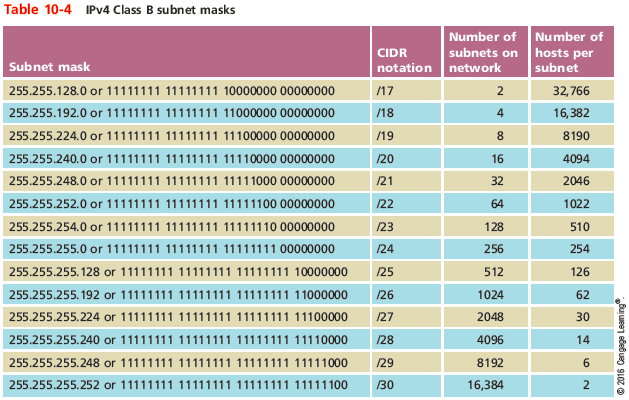 Table 10-4 IPv4 Class B subnet masks
Subnet mask CIDR notation Number of subnets on network Number of hosts per subnet
255.255.128.0 or 11111111 11111111 10000000 00000000 /17 2 32,766
255.255.192.0 or 11111111 11111111 11000000 00000000 /18 4 16,382
255.255.224.0 or 11111111 11111111 11100000 00000000 /19 8 8190
255.255.240.0 or 11111111 11111111 11110000 00000000 /20 16 4094
255.255.248.0 or 11111111 11111111 11111000 00000000 /21 32 2046
255.255.252.0 or 11111111 11111111 11111100 00000000 /22 64 1022
255.255.254.0 or 11111111 11111111 11111110 00000000 /23 128 510
255.255.255.0 or 11111111 11111111 11111111 00000000 /24 256 254
255.255.255.128 or 11111111 11111111 11111111 10000000 /25 512 126
255.255.255.192 or 11111111 11111111 11111111 11000000 /26 1024 62
255.255.255.224 or 11111111 11111111 11111111 11100000 /27 2048 30
255.255.255.240 or 11111111 11111111 11111111 11110000 /28 4096 14
255.255.255.248 or 11111111 11111111 11111111 11111000 /29 8192 6
255.255.255.252 or 11111111 11111111 11111111 11111100 /30 16,384 2
© 2016 Cengage Learning®.